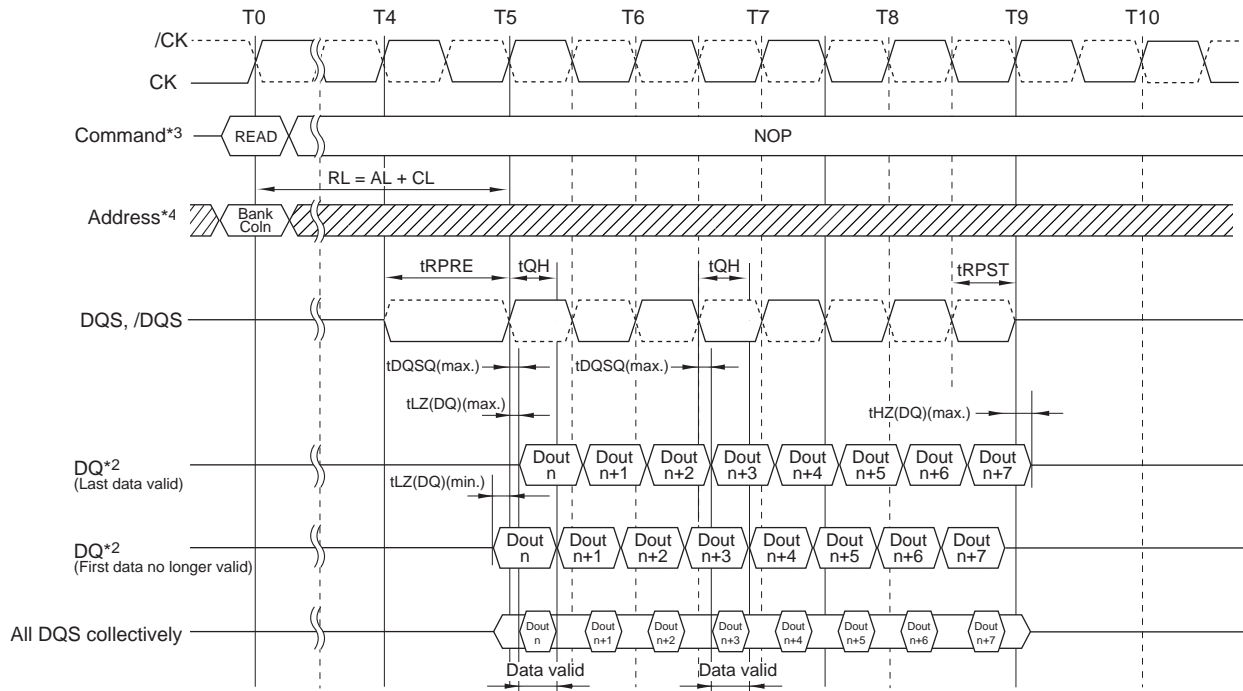 T0 T4 T5 T6 T7 T8 T9 T10
/CK
CK
Command*3 READ NOP
RL = AL + CL
Address*4 Bank
Coln
tRPRE tQH tQH tRPST
DQS, /DQS
tDQSQ(max.) tDQSQ(max.)
tLZ(DQ)(max.) tHZ(DQ)(max.)
DQ*2
(Last data valid)
Dout n Dout n+1 Dout n+2 Dout n+3 Dout n+4 Dout n+5 Dout n+6 Dout n+7
tLZ(DQ)(min.)
DQ*2
(First data no longer valid)
Dout n Dout n+1 Dout n+2 Dout n+3 Dout n+4 Dout n+5 Dout n+6 Dout n+7
All DQS collectively
Dout n Dout n+1 Dout n+2 Dout n+3 Dout n+4 Dout n+5 Dout n+6 Dout n+7
Data valid Data valid